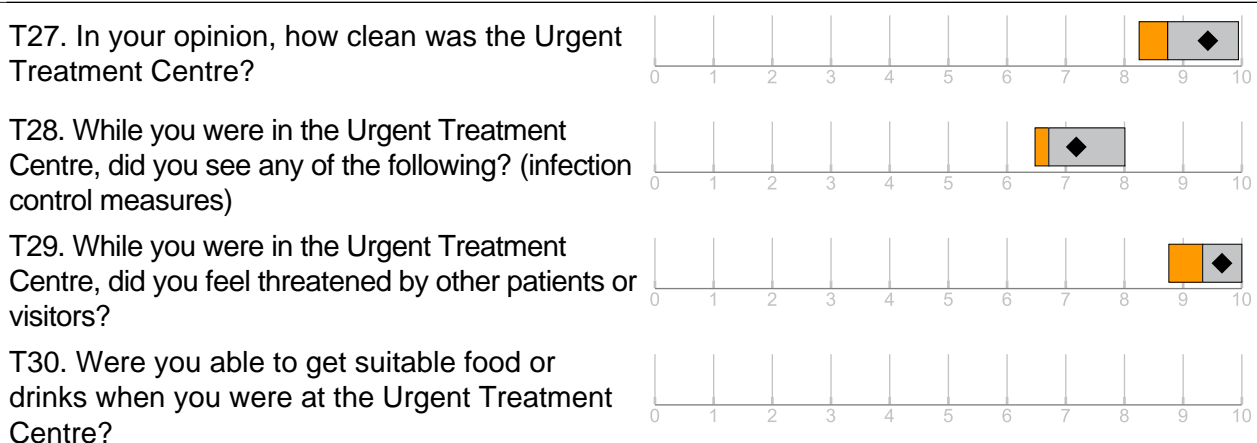 T27. In your opinion, how clean was the Urgent
Treatment Centre?
0 1 2 3 4 5 6 7 8 9 10
T28. While you were in the Urgent Treatment
Centre, did you see any of the following? (infection
control measures)
0 1 2 3 4 5 6 7 8 9 10
T29. While you were in the Urgent Treatment
Centre, did you feel threatened by other patients or
visitors?
0 1 2 3 4 5 6 7 8 9 10
T30. Were you able to get suitable food or
drinks when you were at the Urgent Treatment
Centre?
0 1 2 3 4 5 6 7 8 9 10